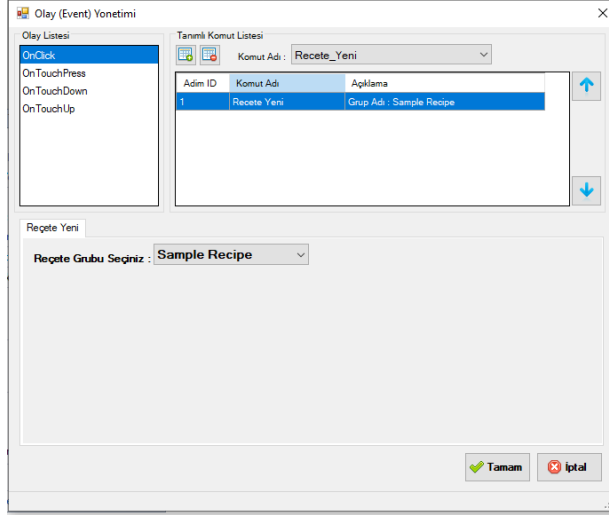 Olay (Event) Yonetimi
Olay Listesi
OnClick
OnTouchPress
OnTouchDown
OnTouchUp
Tanımlı Komut Listesi
Komut Adı : Recete_Yeni
Adim ID Komut Adı Açıklama
1 Recete Yeni Grup Adı : Sample Recipe
Reçete Yeni
Reçete Grubu Seçiniz : Sample Recipe
Tamam
İptal